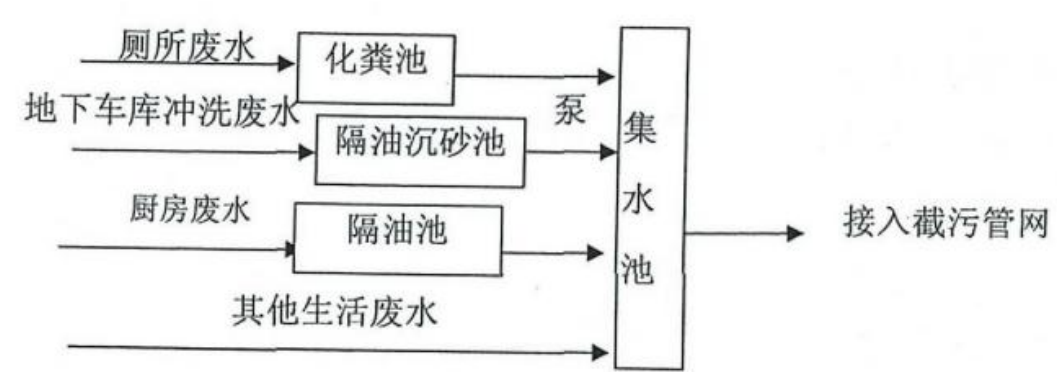 厕所废水
化粪池
地下车库冲洗废水
泵
隔油沉砂池
厨房废水
隔油池
其他生活废水
集水池
接入截污管网